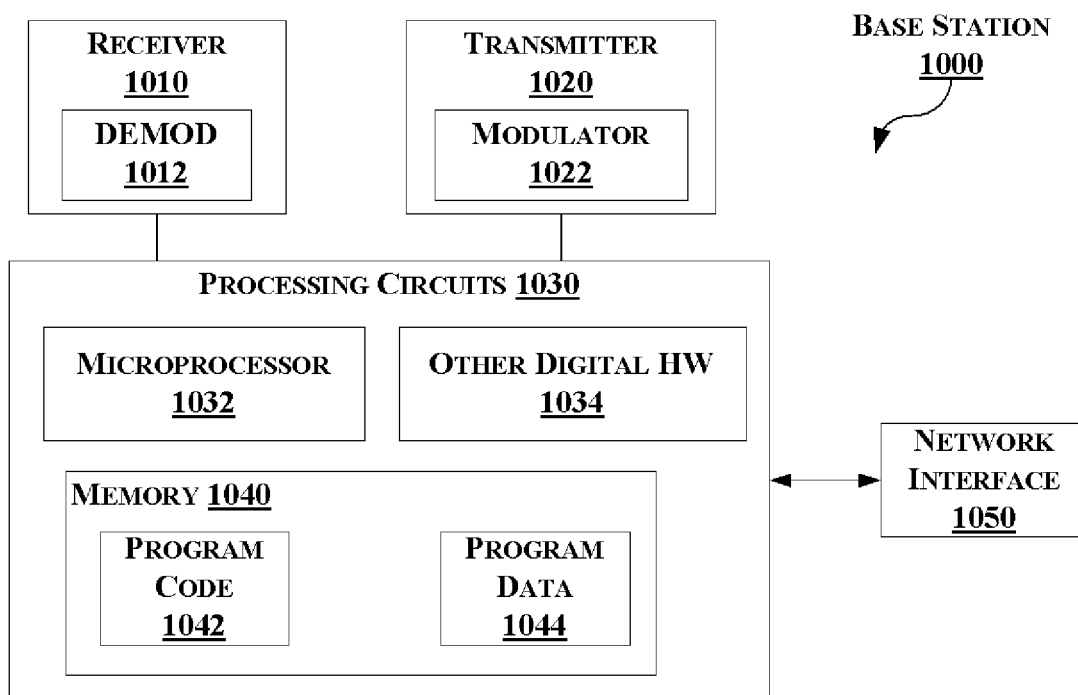 RECEIVER
1010
DEMOD
1012
TRANSMITTER
1020
MODULATOR
1022
BASE STATION
1000
PROCESSING CIRCUITS 1030
MICROPROCESSOR
1032
OTHER DIGITAL HW
1034
MEMORY 1040
PROGRAM
CODE
1042
PROGRAM
DATA
1044
NETWORK
INTERFACE
1050